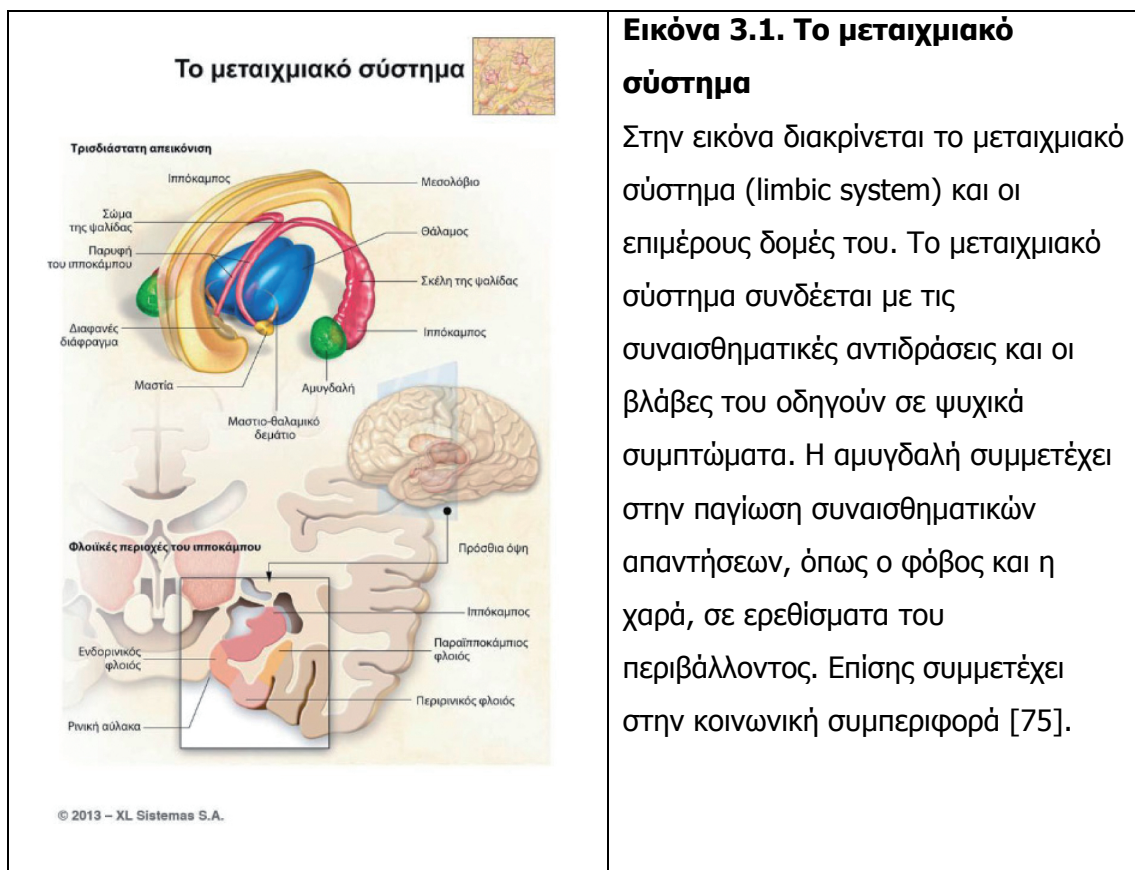 Το μεταιχμιακό σύστημα
Τρισδιάστατη απεικόνιση
Ιππόκαμπος
Μεσολόβιο
Σώμα
της ψαλίδας
Θάλαμος
Παρυφή
του ιπποκάμπου
Σκέλη της ψαλίδας
Διαφανές
διάφραγμα
Ιππόκαμπος
Μαστία
Αμυγδαλή
Μαστιο-θαλαμικό
δεμάτιο
Φλοιϊκές περιοχές του ιπποκάμπου
Πρόσθια όψη
Ιππόκαμπος
Ενδορινικός
φλοιός
Παραϊπποκάμπιος
φλοιός
Περιρινικός φλοιός
Ρινική αύλακα
© 2013 – XL Sistemas S.A.
Εικόνα 3.1. Το μεταιχμιακό
σύστημα
Στην εικόνα διακρίνεται το μεταιχμιακό
σύστημα (limbic system) και οι
επιμέρους δομές του. Το μεταιχμιακό
σύστημα συνδέεται με τις
συναισθηματικές αντιδράσεις και οι
βλάβες του οδηγούν σε ψυχικά
συμπτώματα. Η αμυγδαλή συμμετέχει
στην παγίωση συναισθηματικών
απαντήσεων, όπως ο φόβος και η
χαρά, σε ερεθίσματα του
περιβάλλοντος. Επίσης συμμετέχει
στην κοινωνική συμπεριφορά [75].